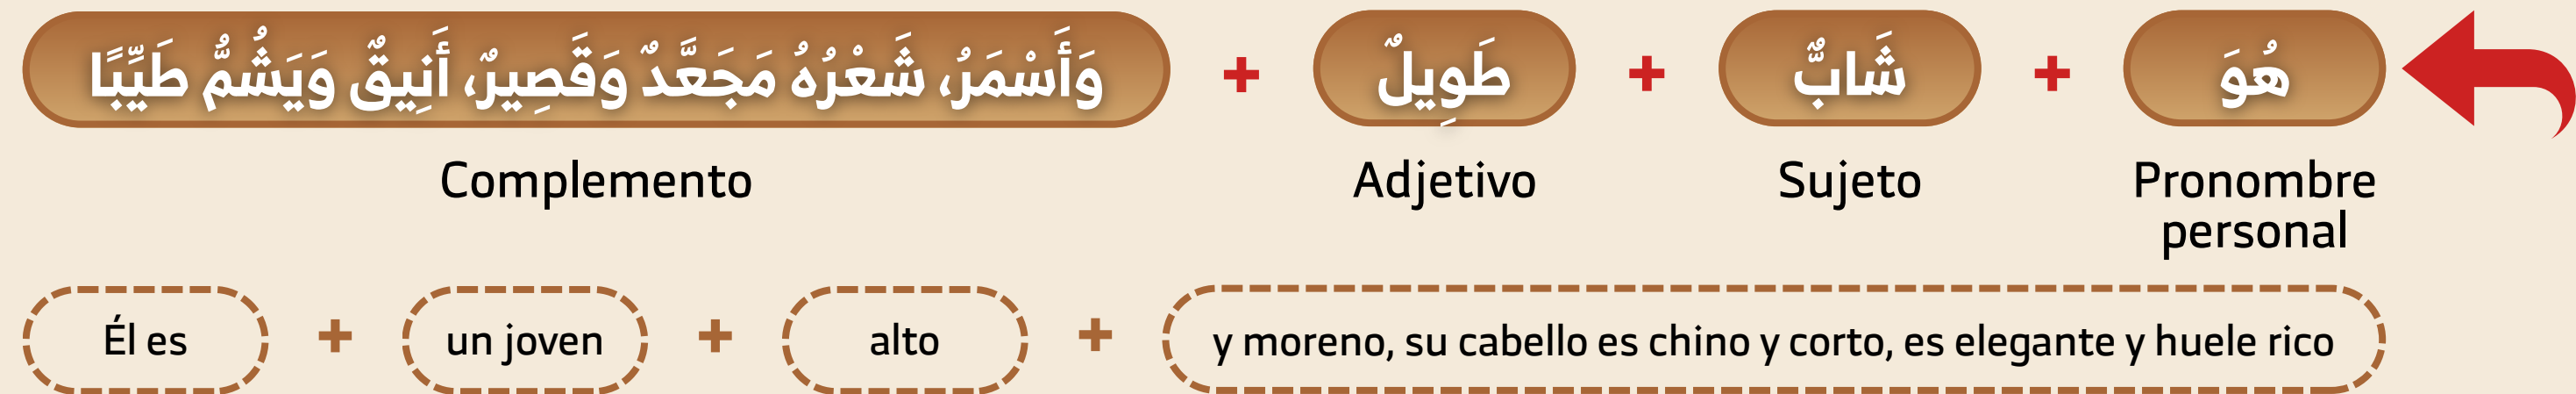 هُوَ + شَابٌّ + طَوِيلٌ + وَأَسْمَرُ، شَعْرُهُ مَجَعَّدٌ وَقَصِيرٌ، أَنِيقٌ وَيَشُمُّ طَيِّبًا
Complemento Adjetivo Sujeto Pronombre
personal
Él es + un joven + alto + y moreno, su cabello es chino y corto, es elegante y huele rico